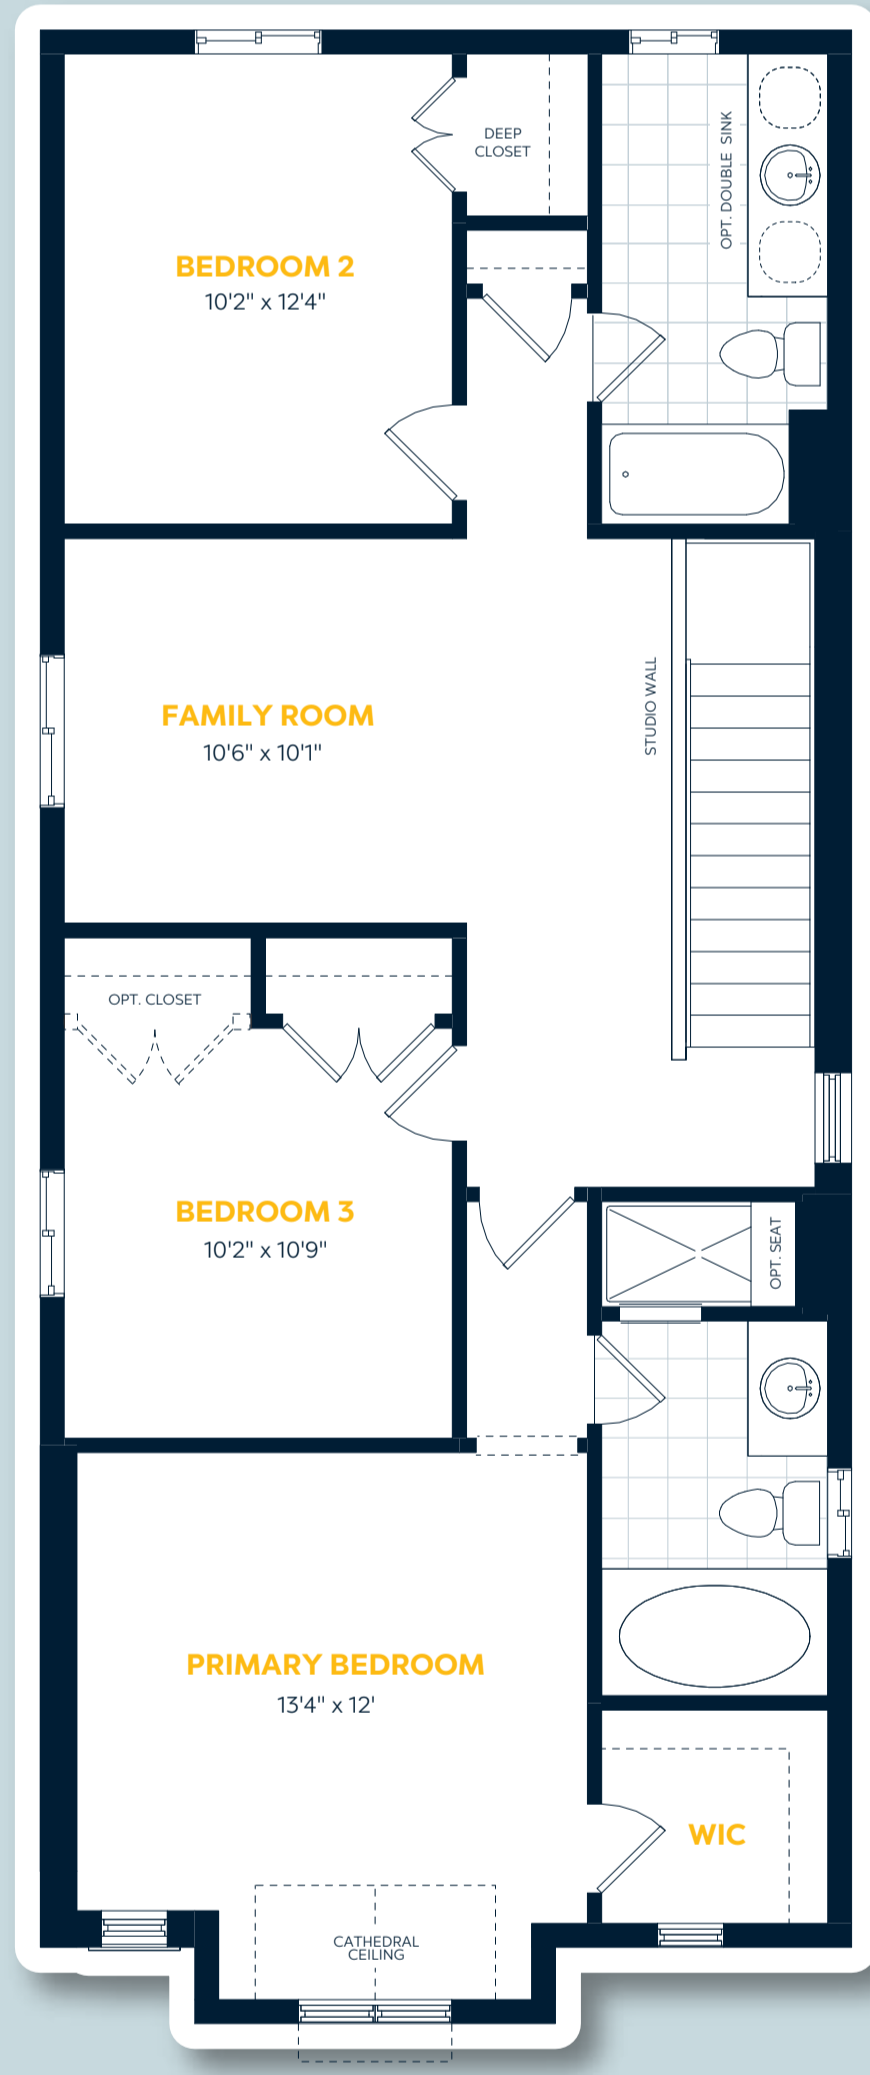 DEEP
CLOSET
OPT. DOUBLE SINK
BEDROOM 2
10'2" x 12'4"
FAMILY ROOM
10'6" x 10'1"
STUDIO WALL
OPT. CLOSET
BEDROOM 3
10'2" x 10'9"
OPT. SEAT
PRIMARY BEDROOM
13'4" x 12'
WIC
CATHEDRAL
CEILING